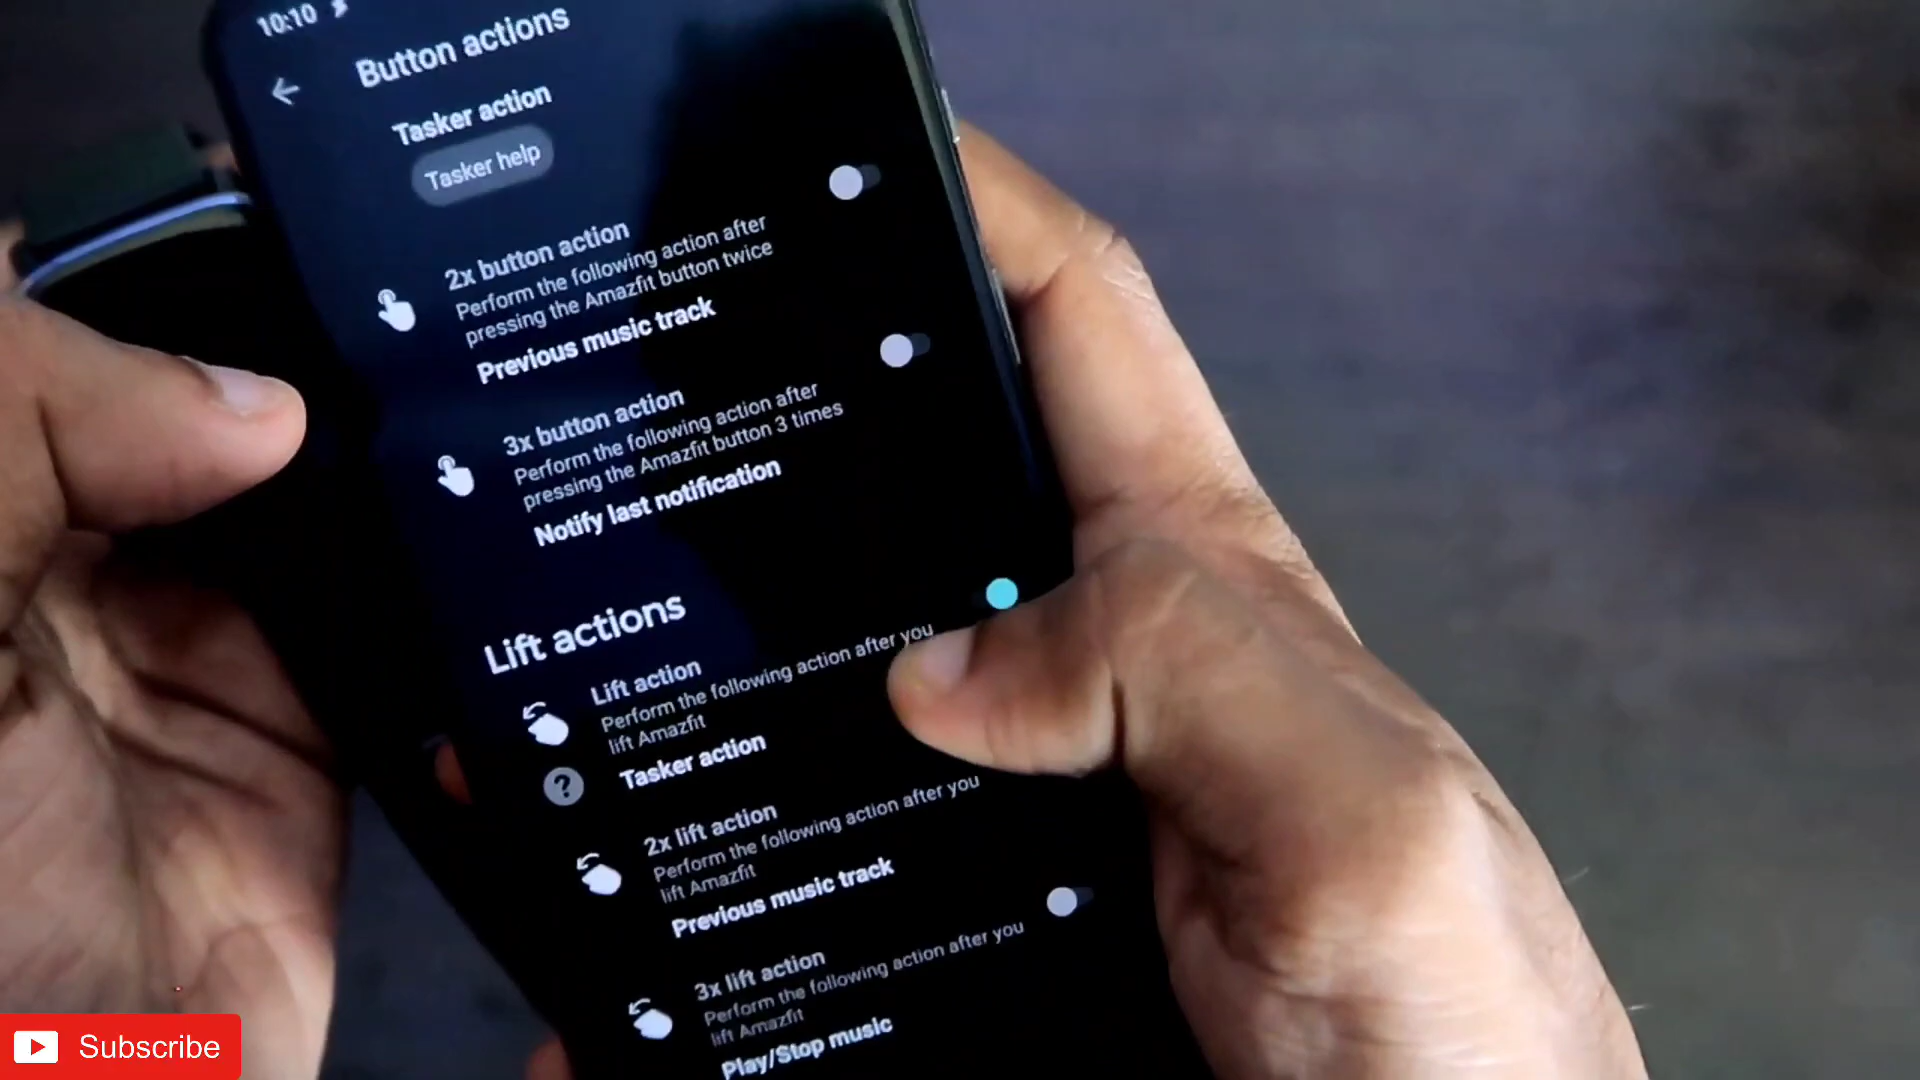 10:10
Button actions
Tasker action
Tasker help
2x button action
Perform the following action after
pressing the Amazfit button twice
Previous music track
3x button action
Perform the following action after
pressing the Amazfit button 3 times
Notify last notification
Lift actions
Lift action
Perform the following action after you
lift Amazfit
Tasker action
?
2x lift action
Perform the following action after you
lift Amazfit
Previous music track
3x lift action
Perform the following action after you
lift Amazfit
Play/Stop music
Subscribe